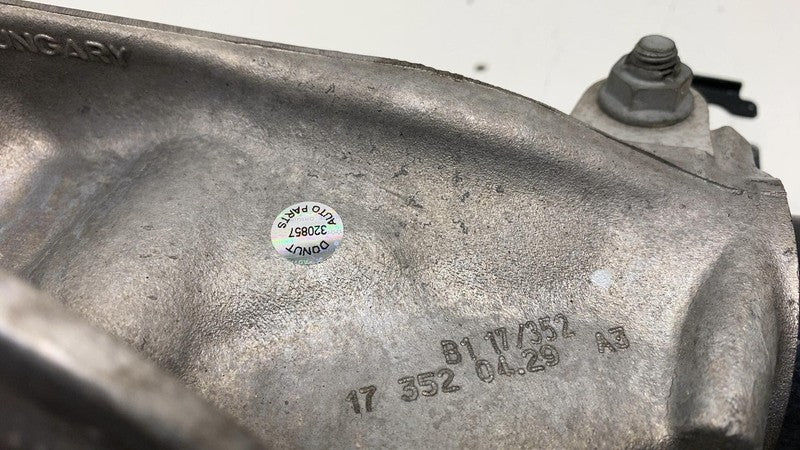 HUNGARY
DONUT
320857
AUTO PARTS
B1 17/352
17 352 04.29 A3